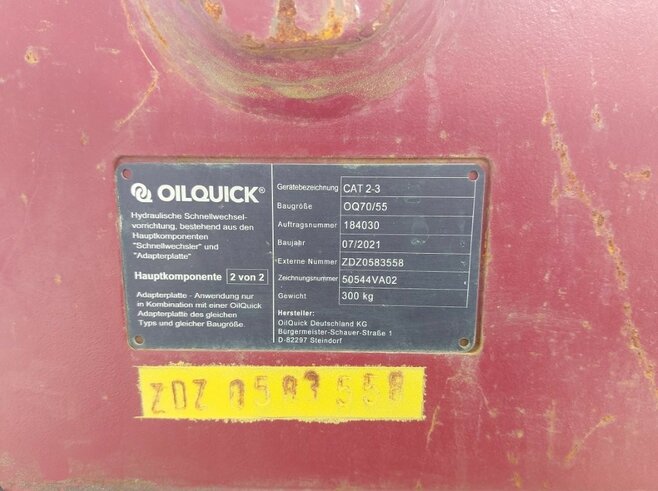 OILQUICK®
Hydraulische Schnellwechsel-
vorrichtung, bestehend aus den
Hauptkomponenten
"Schnellwechsler" und
"Adapterplatte"
Hauptkomponente 2 von 2
Adapterplatte - Anwendung nur
in Kombination mit einer OilQuick
Adapterplatte des gleichen
Typs und gleicher Baugröße.
Gerätebezeichnung CAT 2-3
Baugröße OQ70/55
Auftragsnummer 184030
Baujahr 07/2021
Externe Nummer ZDZ0583558
Zeichnungsnummer 50544VA02
Gewicht 300 kg
Hersteller:
OilQuick Deutschland KG
Bürgermeister-Schauer-Straße 1
D-82297 Steindorf
ZDZ 0583558